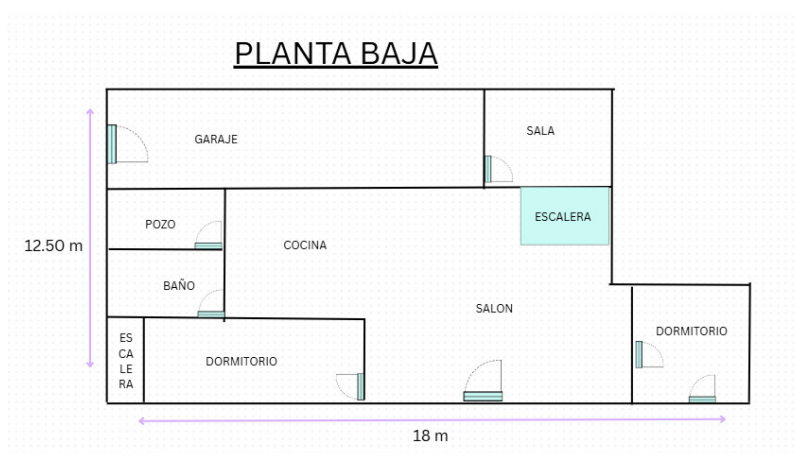 PLANTA BAJA
GARAJE
SALA
POZO
ESCALERA
12.50 m
COCINA
BAÑO
SALON
DORMITORIO
ES
CA
LE
RA
DORMITORIO
18 m